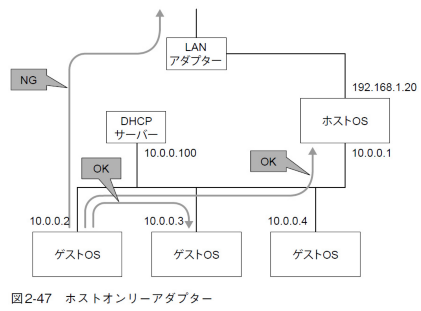 LAN
アダプター
NG
192.168.1.20
DHCP
サーバー
ホストOS
OK
10.0.0.100
10.0.0.1
OK
10.0.0.2
10.0.0.3
10.0.0.4
ゲストOS
ゲストOS
ゲストOS
図2-47 ホストオンリーアダプター